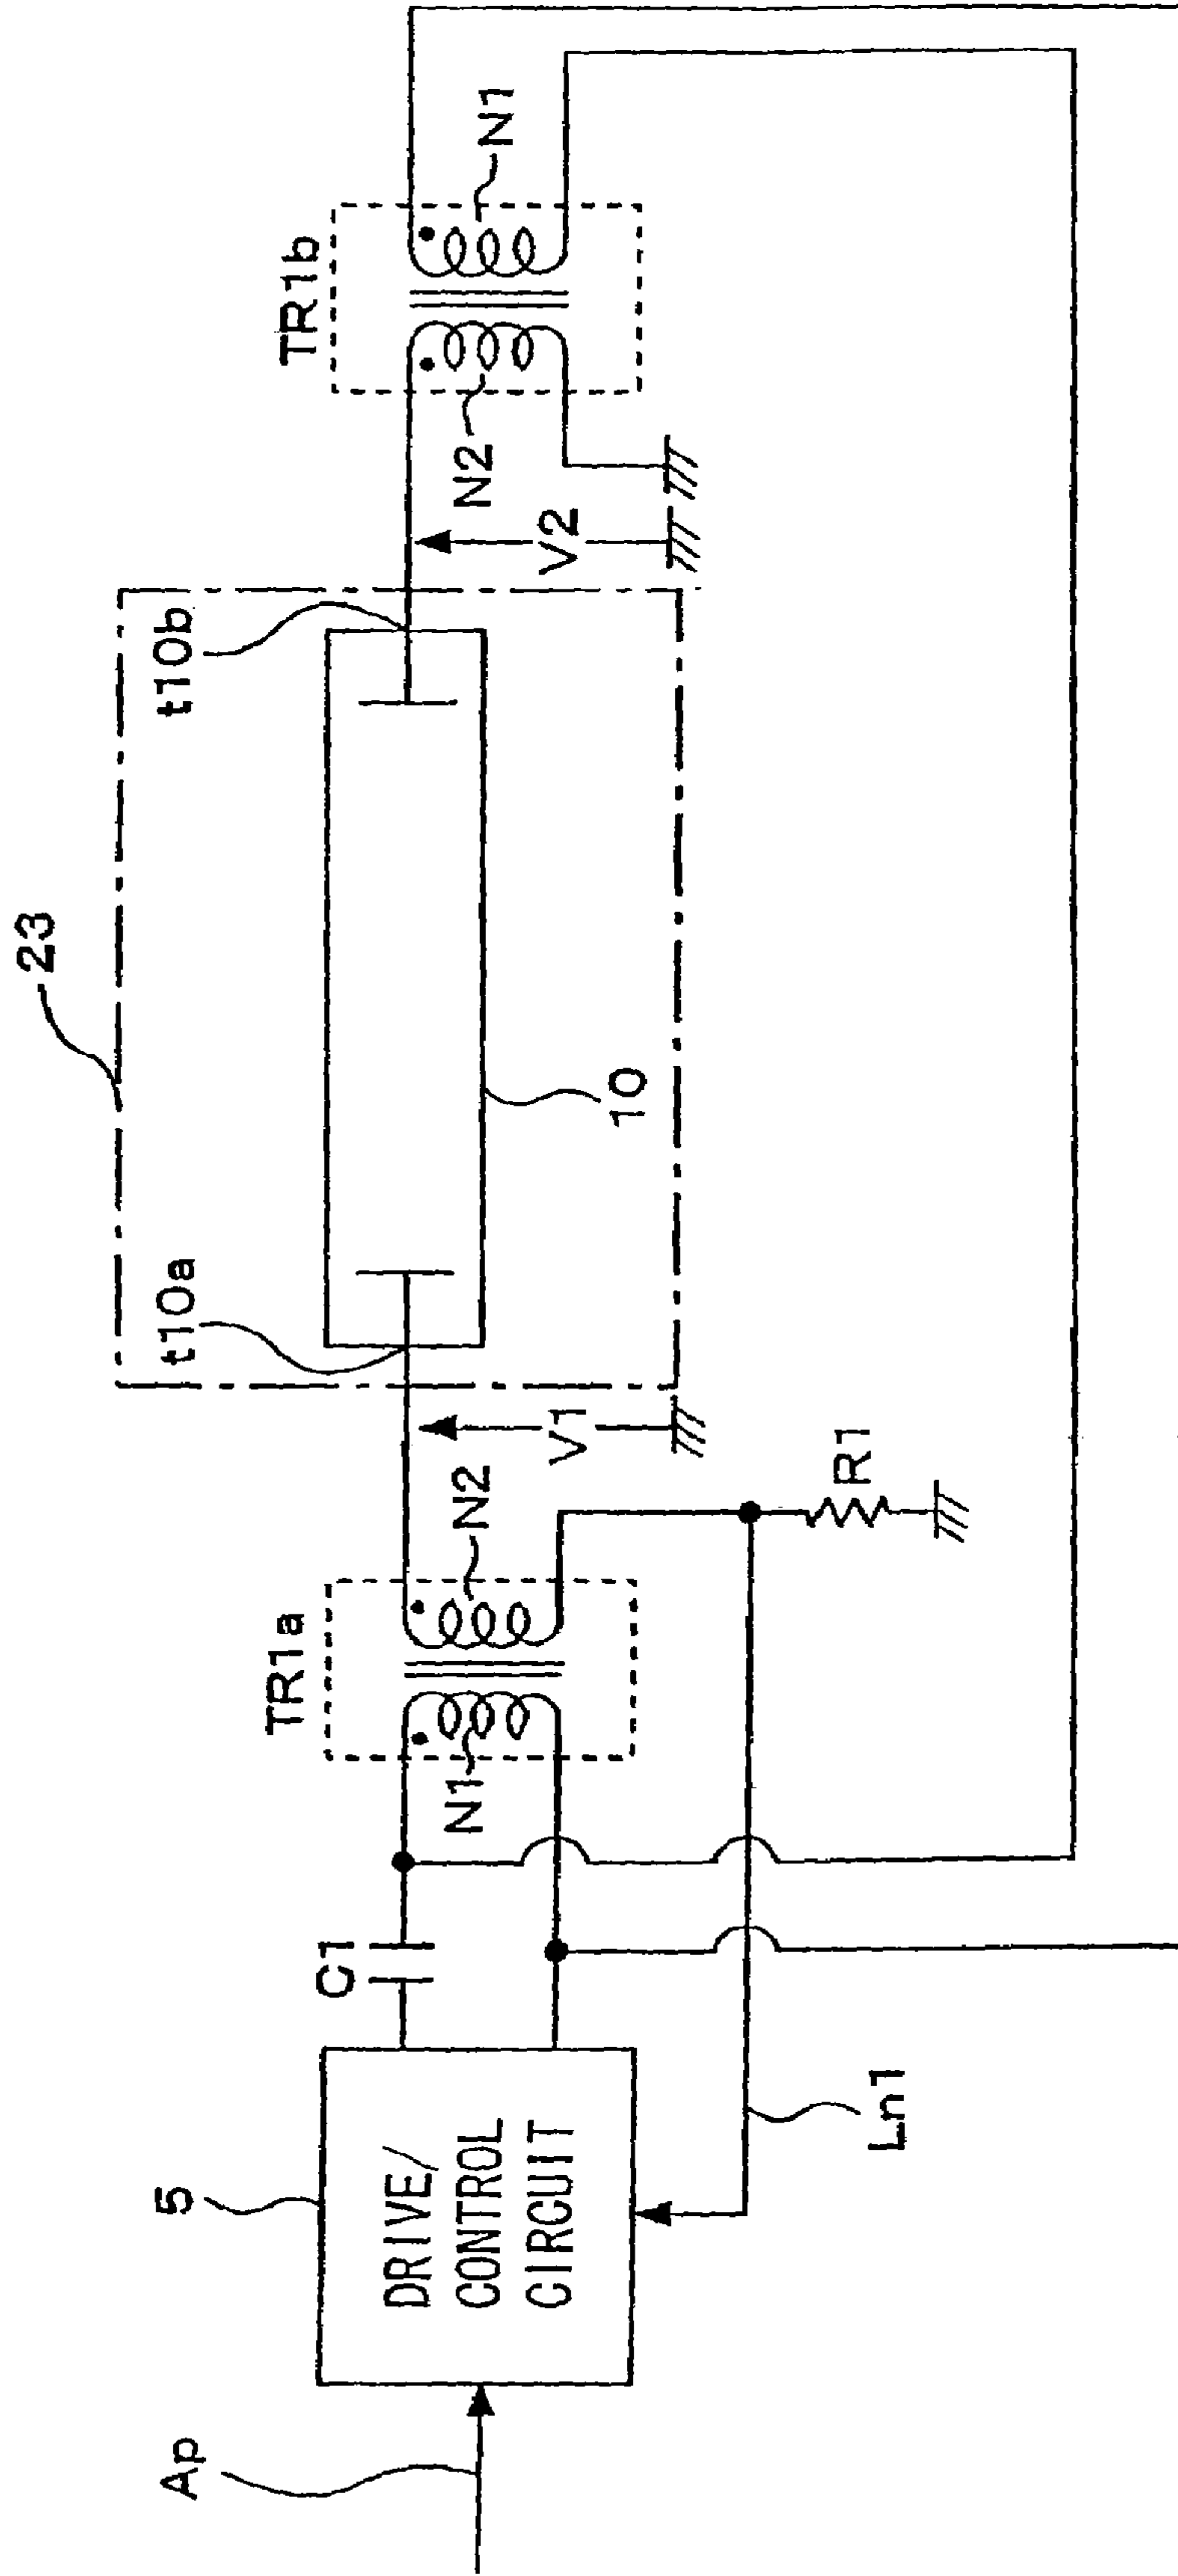 23
t10a
t10b
TR1a
TR1b
10
C1
N1
N2
V1
V2
N2
N1
5
DRIVE/
CONTROL
CIRCUIT
Ap
R1
Ln1